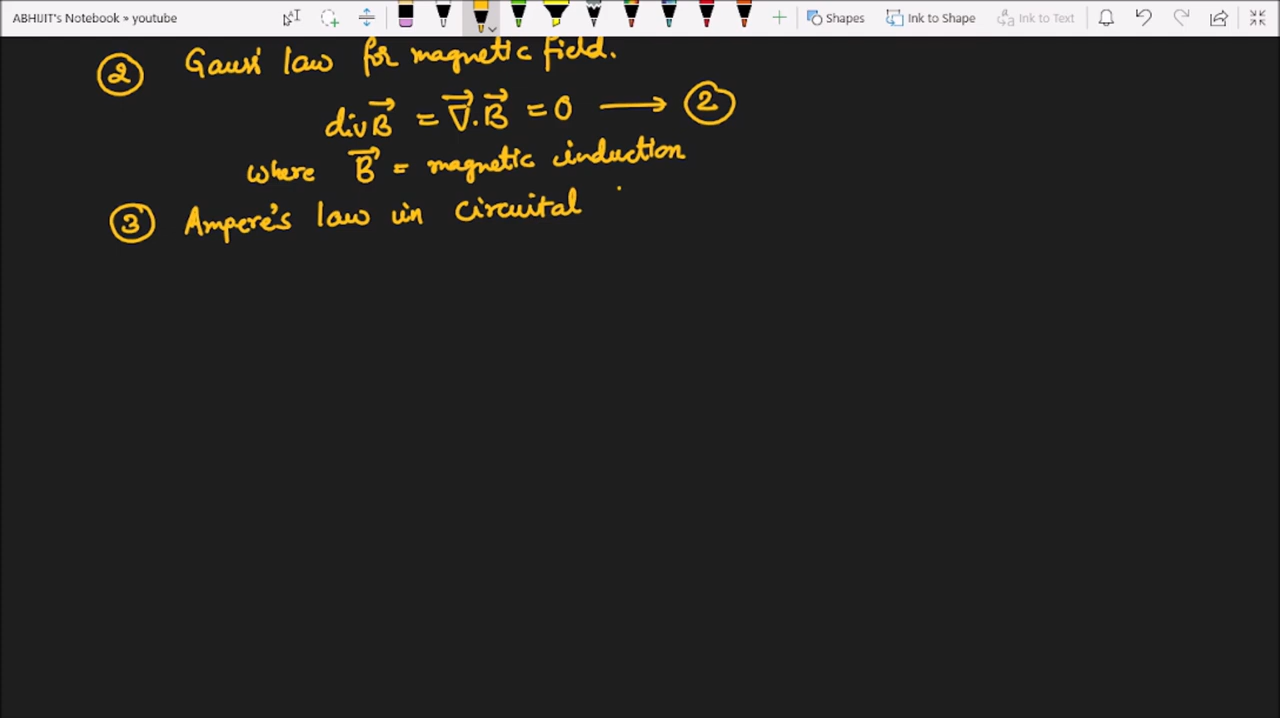 ABHIJIT's Notebook » youtube
Shapes
Ink to Shape
Ink to Text
② Gauss' law for magnetic field.
div B⃗ = ∇⃗ . B⃗ = 0 ⟶ ②
where B⃗ = magnetic induction
③ Ampere's law in circuital